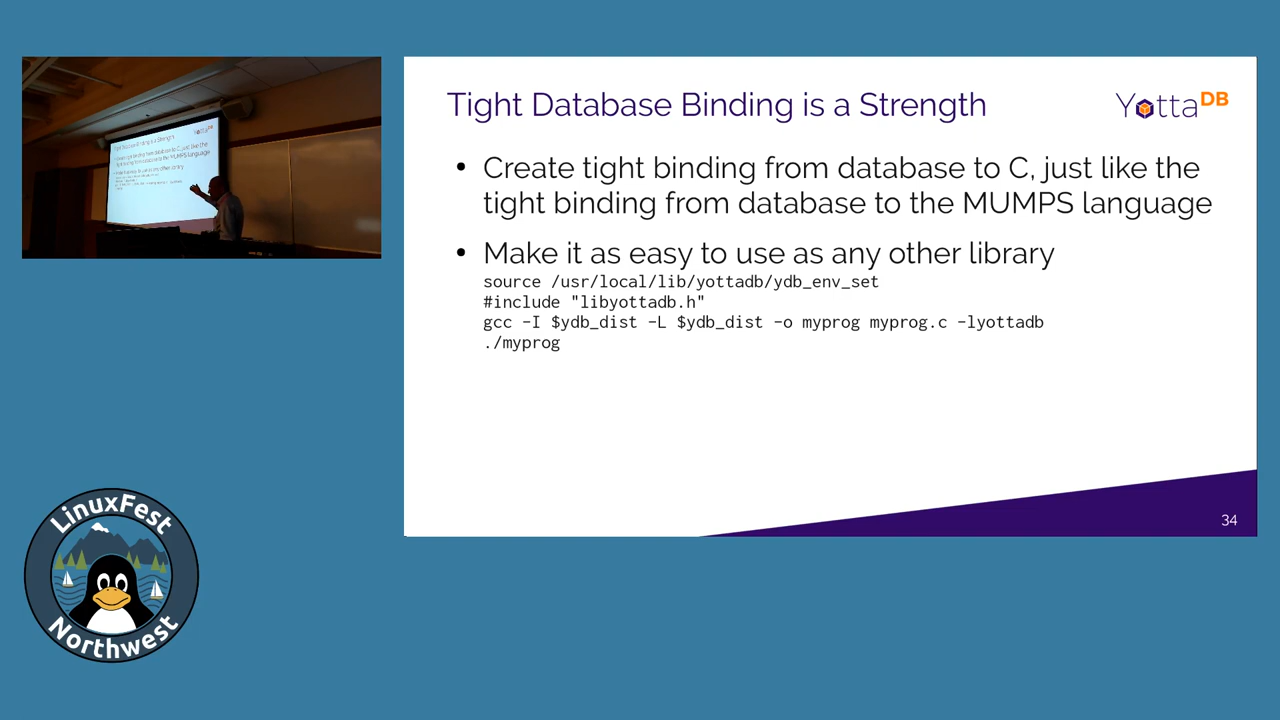 Tight Database Binding is a Strength
YottaDB
• Create tight binding from database to C, just like the
tight binding from database to the MUMPS language
• Make it as easy to use as any other library
source /usr/local/lib/yottadb/ydb_env_set
#include "libyottadb.h"
gcc -I $ydb_dist -L $ydb_dist -o myprog myprog.c -lyottadb
./myprog
34
LinuxFest
Northwest